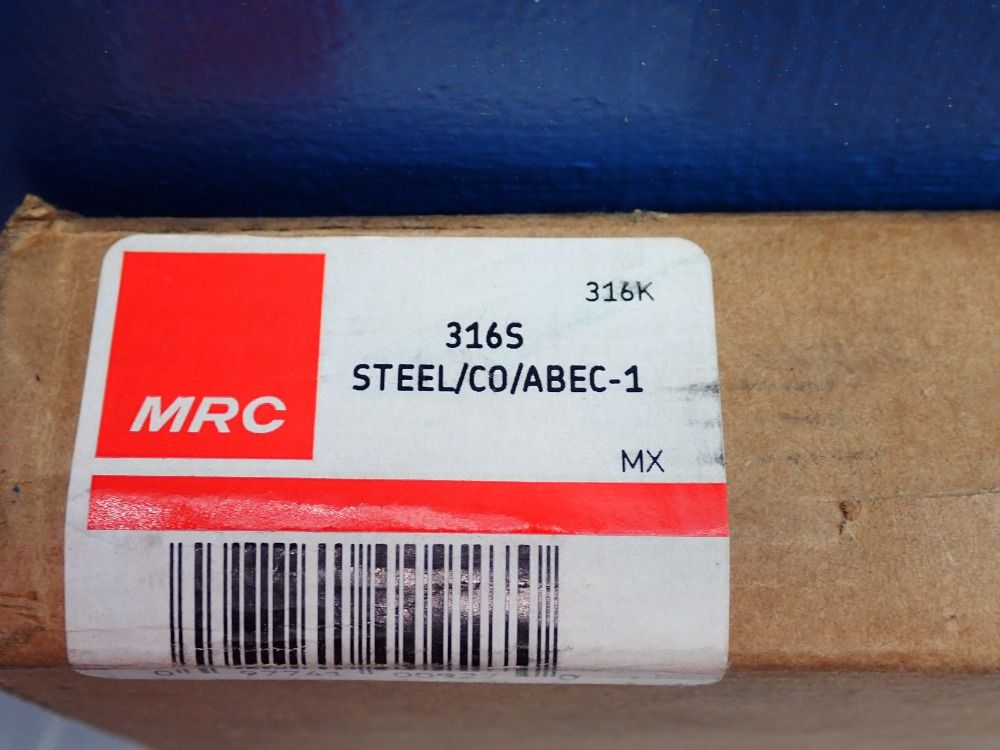 316K
316S
STEEL/CO/ABEC-1
MRC
MX